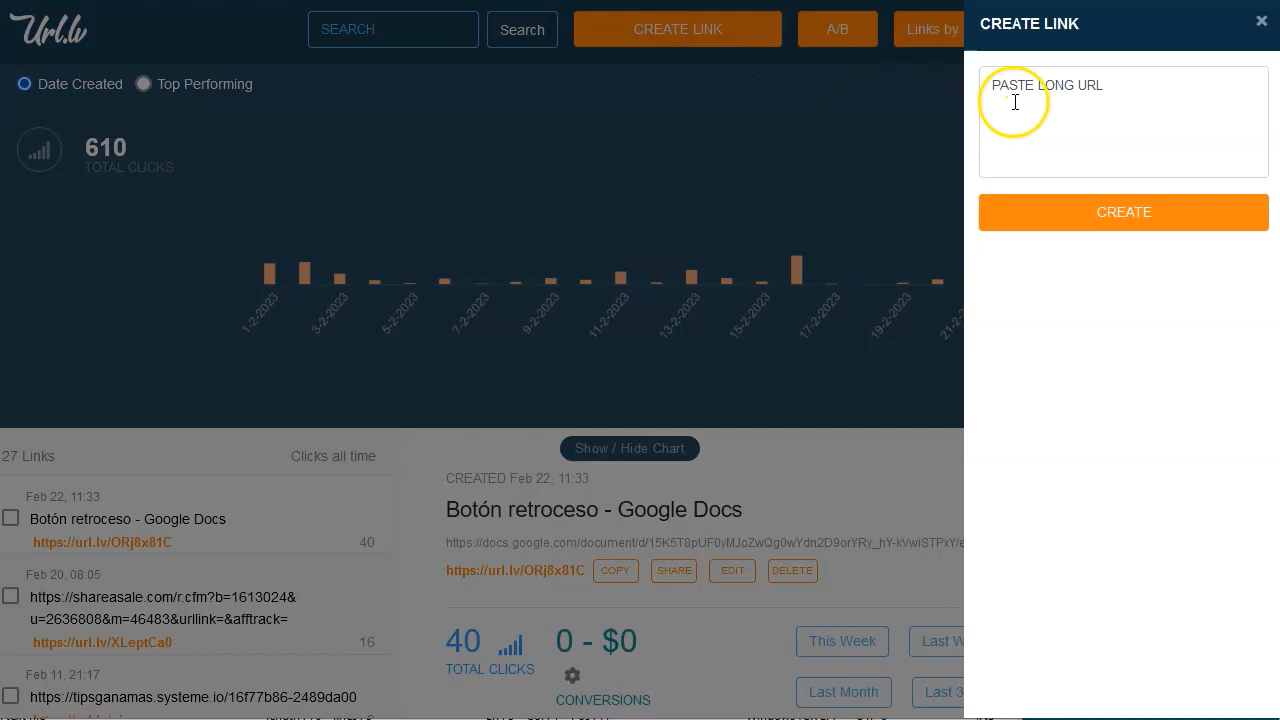 Url.lv
SEARCH
Search
CREATE LINK
A/B
Links by
CREATE LINK
×
PASTE LONG URL
CREATE
Date Created
Top Performing
610
TOTAL CLICKS
1-2-2023
3-2-2023
5-2-2023
7-2-2023
9-2-2023
11-2-2023
13-2-2023
15-2-2023
17-2-2023
19-2-2023
21-2-
Show / Hide Chart
27 Links
Clicks all time
Feb 22, 11:33
Botón retroceso - Google Docs
https://url.lv/ORj8x81C
40
Feb 20, 08:05
https://shareasale.com/r.cfm?b=1613024&
u=2636808&m=46483&urllink=&afftrack=
https://url.lv/XLeptCa0
16
Feb 11, 21:17
https://tipsganamas.systeme.io/16f77b86-2489da00
CREATED Feb 22, 11:33
Botón retroceso - Google Docs
https://docs.google.com/document/d/15K5T8pUF0yMJoZwQg0wYdn2D9orYRy_hY-kVwiSTPxY/e
https://url.lv/ORj8x81C
COPY
SHARE
EDIT
DELETE
40
TOTAL CLICKS
0 - $0
CONVERSIONS
This Week
Last W
Last Month
Last 3